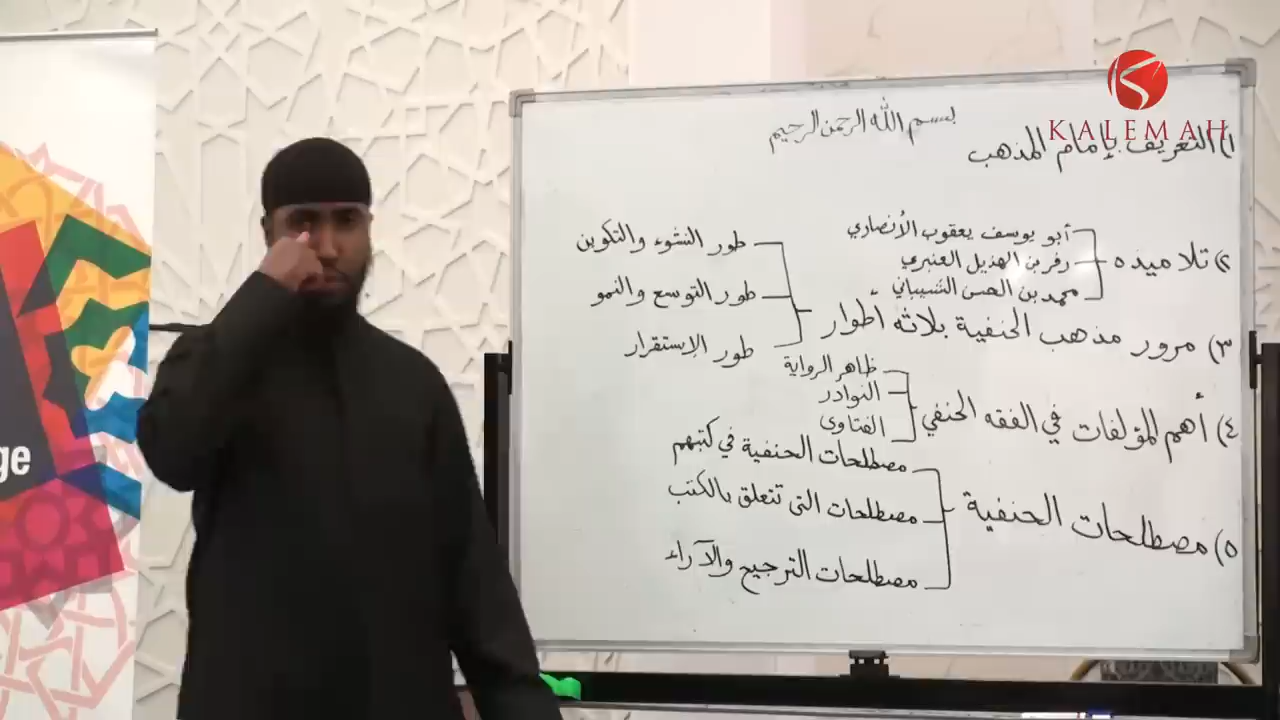 KALEMAH
بسم الله الرحمن الرحيم
١) التعريف بإمام المذهب
٢) تلاميذه
أبو يوسف يعقوب الأنصاري
زفر بن الهذيل العنبري
محمد بن الحسن الشيباني
٣) مرور مذهب الحنفية بثلاثة أطوار
طور النشوء والتكوين
طور التوسع والنمو
طور الإستقرار
٤) أهم المؤلفات في الفقه الحنفي
ظاهر الرواية
النوادر
الفتاوى
٥) مصطلحات الحنفية
مصطلحات الحنفية في كتبهم
مصطلحات التي تتعلق بالكتب
مصطلحات الترجيح والآراء
ge